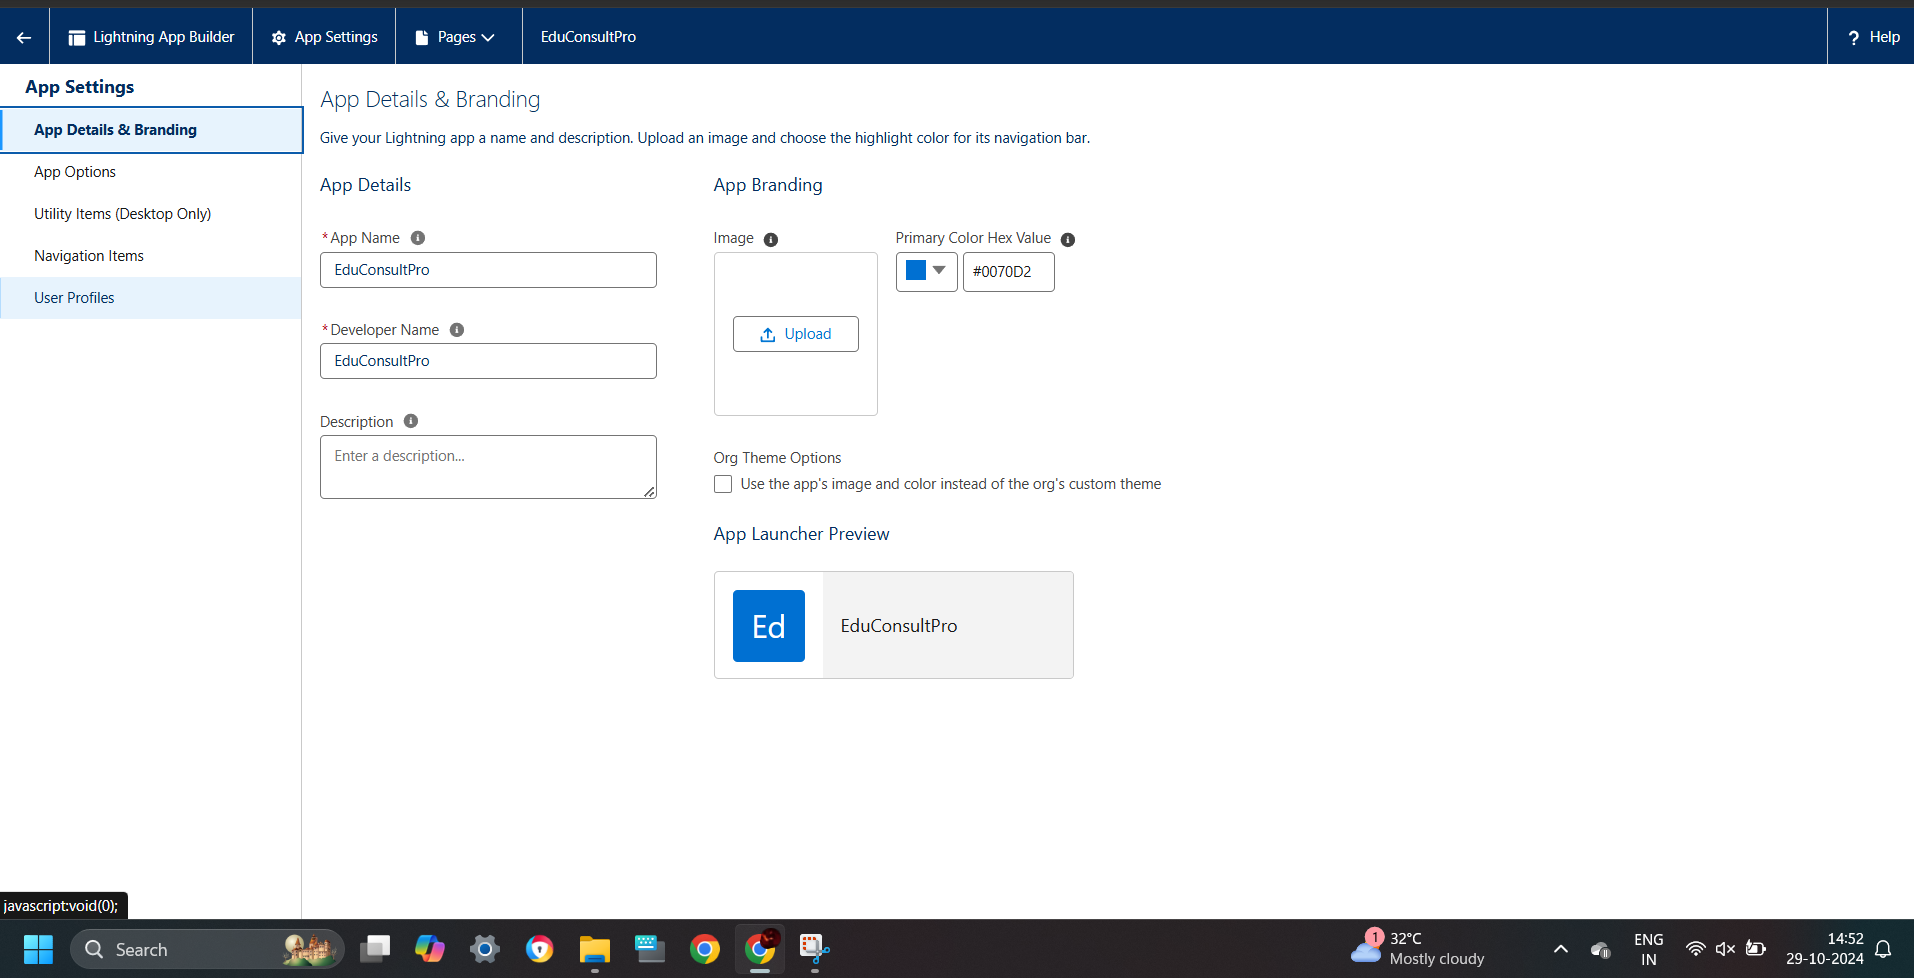 Lightning App Builder
App Settings
Pages
EduConsultPro
? Help
App Settings
App Details & Branding
App Options
Utility Items (Desktop Only)
Navigation Items
User Profiles
App Details & Branding
Give your Lightning app a name and description. Upload an image and choose the highlight color for its navigation bar.
App Details
*App Name
EduConsultPro
*Developer Name
EduConsultPro
Description
Enter a description...
App Branding
Image
Upload
Primary Color Hex Value
#0070D2
Org Theme Options
Use the app's image and color instead of the org's custom theme
App Launcher Preview
Ed
EduConsultPro
javascript:void(0);
Search
1
32°C
Mostly cloudy
ENG
IN
14:52
29-10-2024